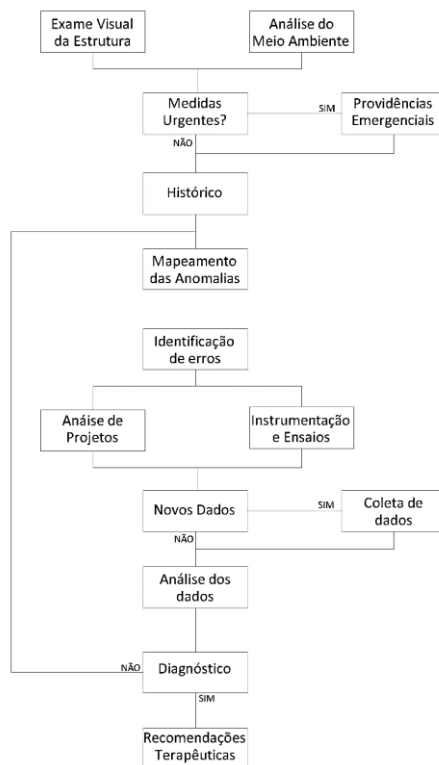 Exame Visual
da Estrutura
Análise do
Meio Ambiente
Medidas
Urgentes?
SIM
Providências
Emergenciais
NÃO
Histórico
Mapeamento
das Anomalias
Identificação
de erros
Anáise de
Projetos
Instrumentação
e Ensaios
Novos Dados
SIM
Coleta de
dados
NÃO
Análise dos
dados
NÃO
Diagnóstico
SIM
Recomendações
Terapêuticas